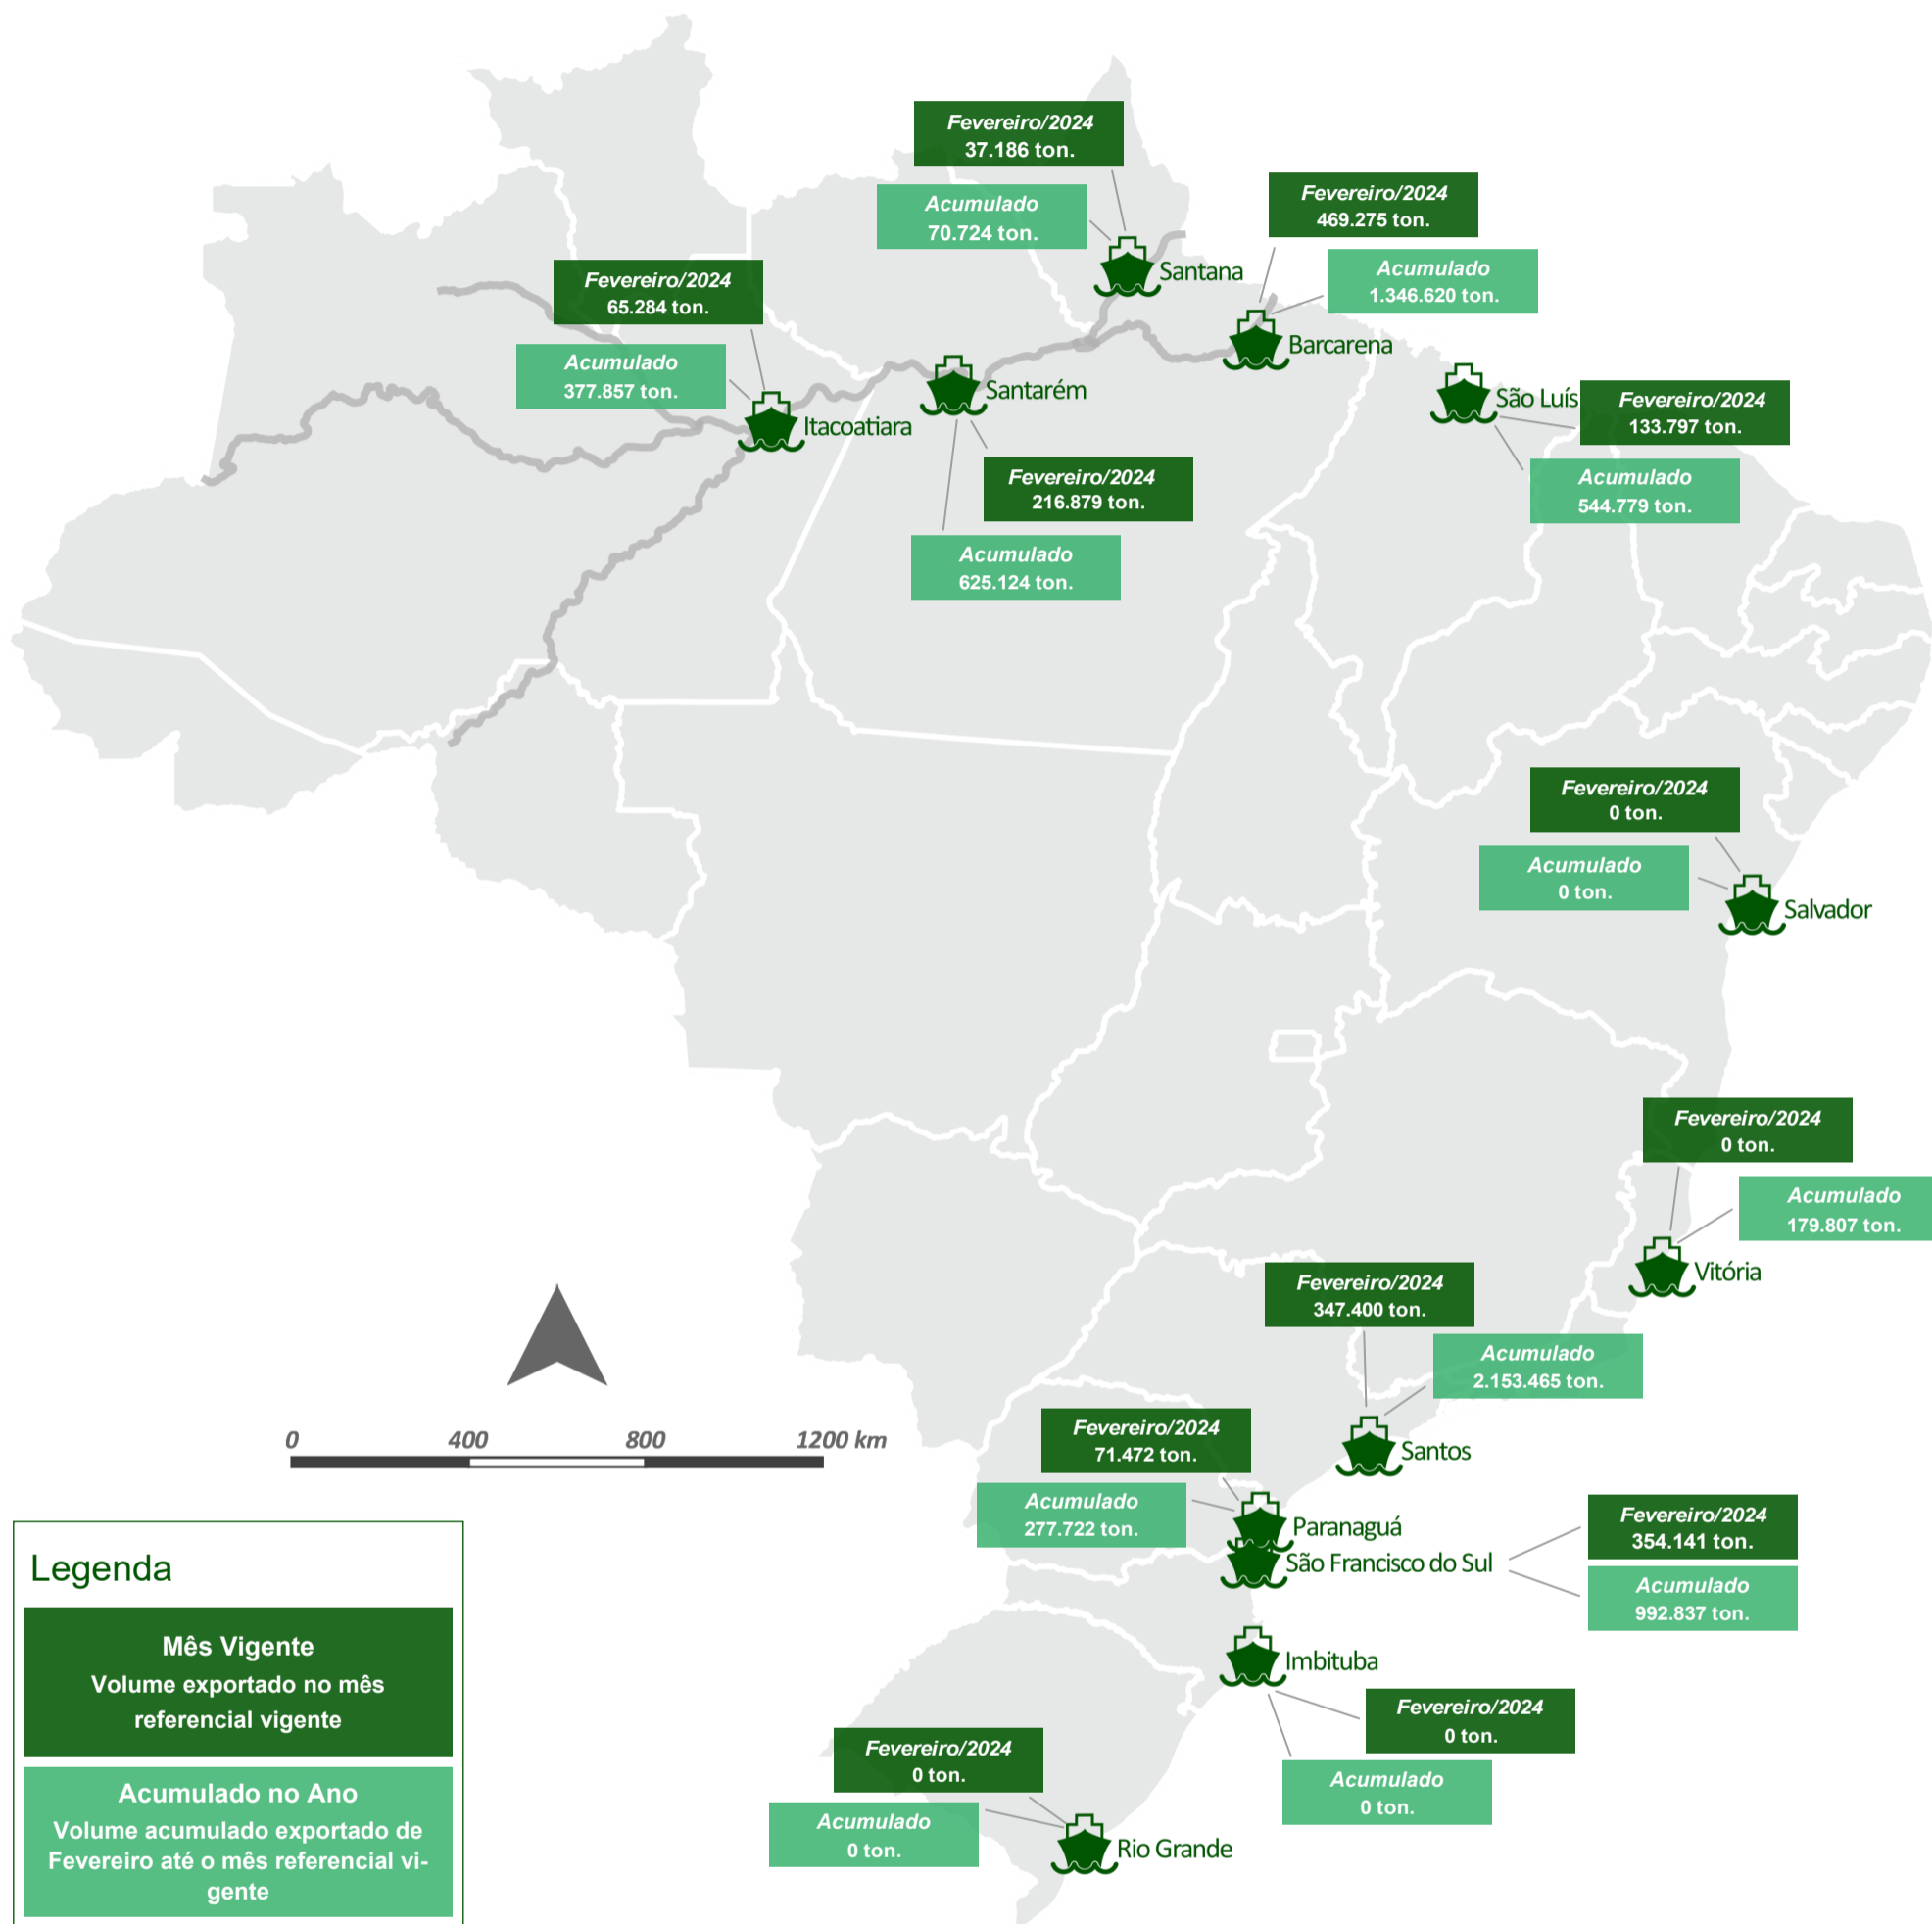 Fevereiro/2024
37.186 ton.
Acumulado
70.724 ton.
Santana
Fevereiro/2024
469.275 ton.
Acumulado
1.346.620 ton.
Barcarena
Fevereiro/2024
65.284 ton.
Acumulado
377.857 ton.
Itacoatiara
Santarém
Fevereiro/2024
216.879 ton.
Acumulado
625.124 ton.
São Luís
Fevereiro/2024
133.797 ton.
Acumulado
544.779 ton.
Fevereiro/2024
0 ton.
Acumulado
0 ton.
Salvador
Fevereiro/2024
0 ton.
Acumulado
179.807 ton.
Vitória
Fevereiro/2024
347.400 ton.
Acumulado
2.153.465 ton.
Santos
Fevereiro/2024
71.472 ton.
Acumulado
277.722 ton.
Paranaguá
São Francisco do Sul
Fevereiro/2024
354.141 ton.
Acumulado
992.837 ton.
Imbituba
Fevereiro/2024
0 ton.
Acumulado
0 ton.
Fevereiro/2024
0 ton.
Acumulado
0 ton.
Rio Grande
0 400 800 1200 km
Legenda
Mês Vigente
Volume exportado no mês
referencial vigente
Acumulado no Ano
Volume acumulado exportado de
Fevereiro até o mês referencial vi-
gente